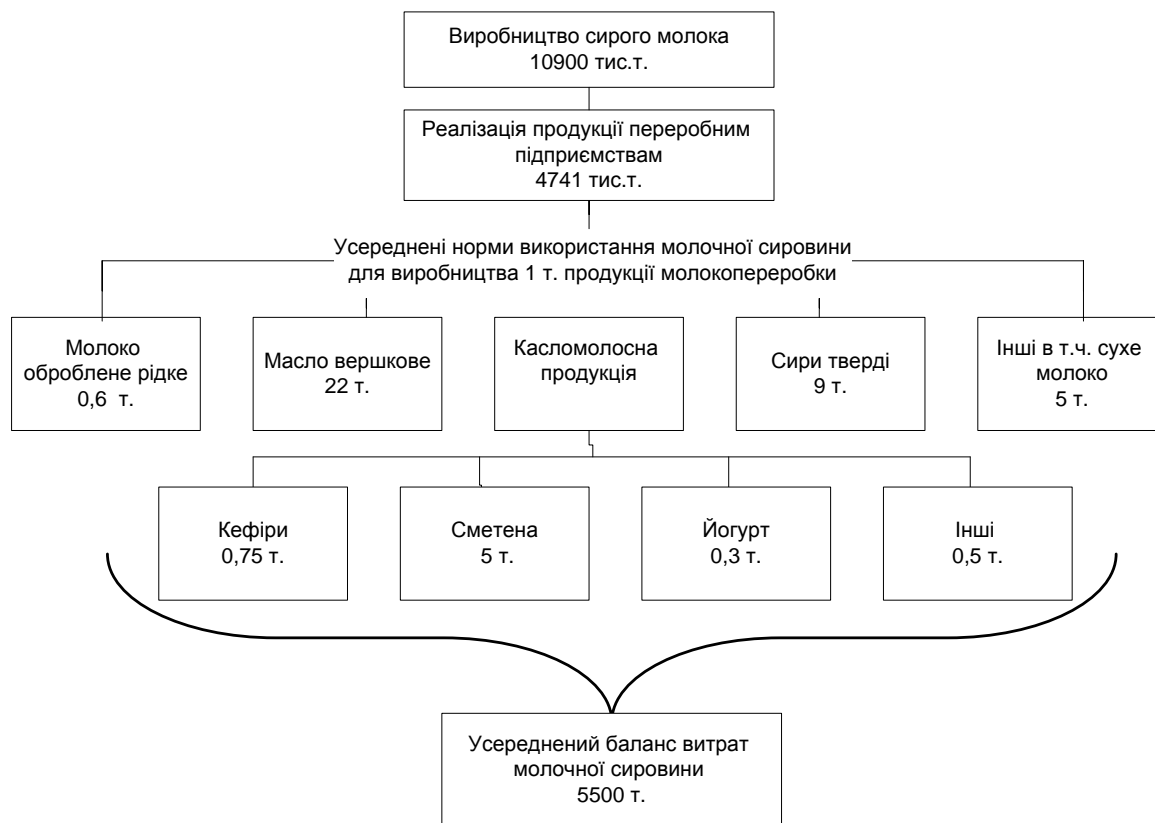 Виробництво сирого молока
10900 тис.т.
Реалізація продукції переробним
підприємствам
4741 тис.т.
Усереднені норми використання молочної сировини
для виробництва 1 т. продукції молокопереробки
Молоко
оброблене рідке
0,6 т.
Масло вершкове
22 т.
Касломолосна
продукція
Сири тверді
9 т.
Інші в т.ч. сухе
молоко
5 т.
Кефіри
0,75 т.
Сметена
5 т.
Йогурт
0,3 т.
Інші
0,5 т.
Усереднений баланс витрат
молочної сировини
5500 т.